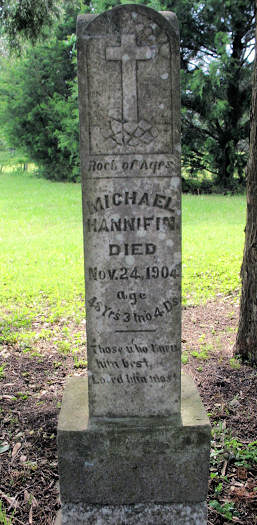 Rock of Ages
MICHAEL
HANNIFIN
DIED
Nov. 24, 1904
age
45 Yrs 3 mo 4 Ds
Those who knew
him best,
Loved him most